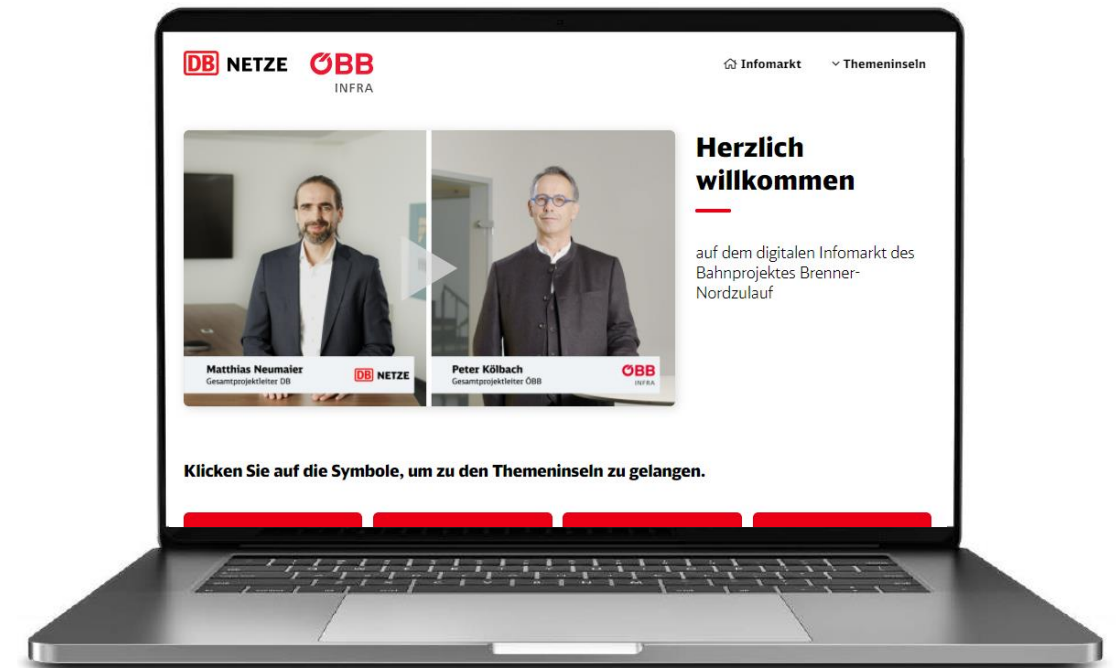 DB NETZE ÖBB
INFRA
Infomarkt Themeninseln
Herzlich
willkommen
auf dem digitalen Infomarkt des
Bahnprojektes Brenner-
Nordzulauf
Matthias Neumaier
Gesamtprojektleiter DB
DB NETZE
Peter Kölbach
Gesamtprojektleiter ÖBB
ÖBB
INFRA
Klicken Sie auf die Symbole, um zu den Themeninseln zu gelangen.